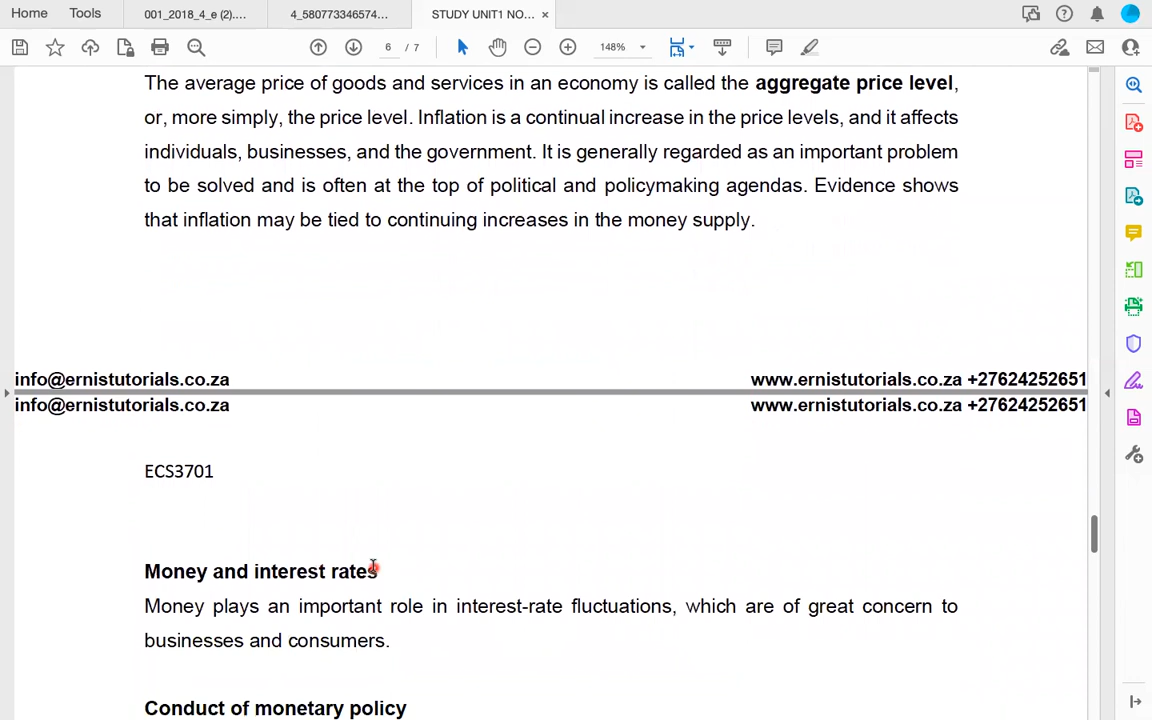 Home Tools 001_2018_4_e (2).... 4_580773346574... STUDY UNIT1 NO... ×
6 / 7 148%
The average price of goods and services in an economy is called the aggregate price level,
or, more simply, the price level. Inflation is a continual increase in the price levels, and it affects
individuals, businesses, and the government. It is generally regarded as an important problem
to be solved and is often at the top of political and policymaking agendas. Evidence shows
that inflation may be tied to continuing increases in the money supply.
info@ernistutorials.co.za www.ernistutorials.co.za +27624252651
info@ernistutorials.co.za www.ernistutorials.co.za +27624252651
ECS3701
Money and interest rates
Money plays an important role in interest-rate fluctuations, which are of great concern to
businesses and consumers.
Conduct of monetary policy